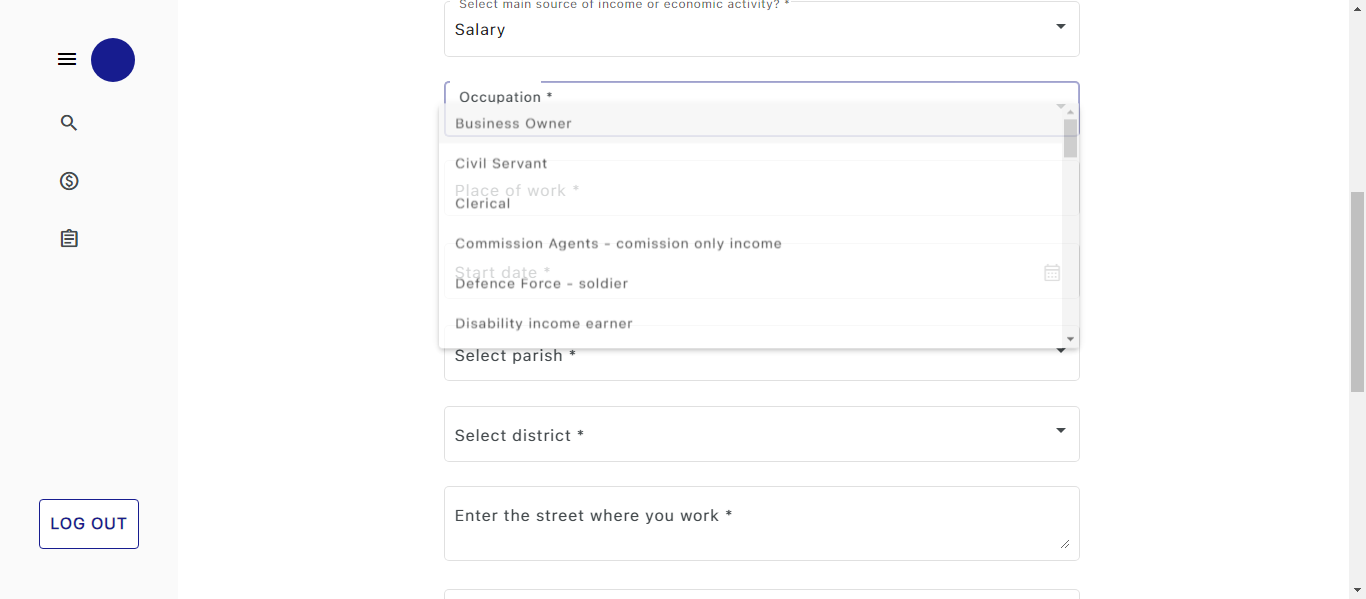 Select main source of income or economic activity? *
Salary
Occupation *
Business Owner
Civil Servant
Place of work *
Clerical
Commission Agents - comission only income
Start date *
Defence Force - soldier
Disability income earner
Select parish *
Select district *
Enter the street where you work *
LOG OUT